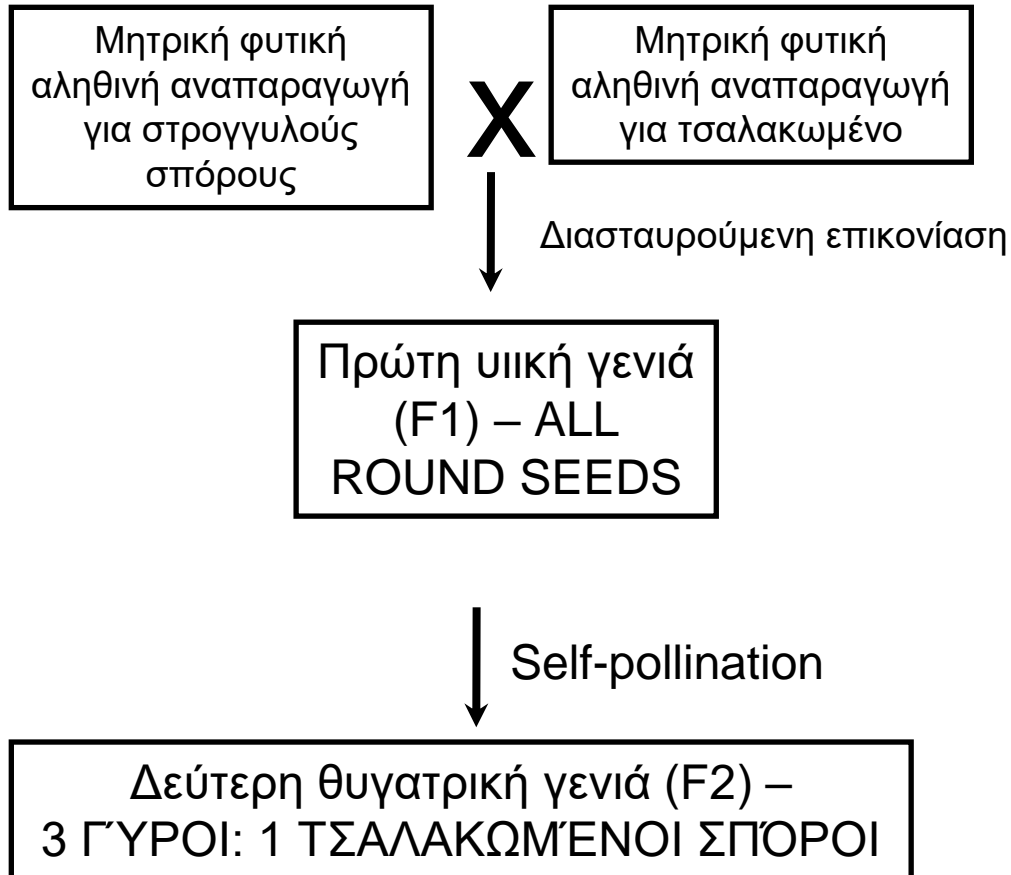 Μητρική φυτική
αληθινή αναπαραγωγή
για στρογγυλούς
σπόρους
X
Μητρική φυτική
αληθινή αναπαραγωγή
για τσαλακωμένο
Διασταυρούμενη επικονίαση
Πρώτη υιική γενιά
(F1) – ALL
ROUND SEEDS
Self-pollination
Δεύτερη θυγατρική γενιά (F2) –
3 ΓΎΡΟΙ: 1 ΤΣΑΛΑΚΩΜΈΝΟΙ ΣΠΌΡΟΙ